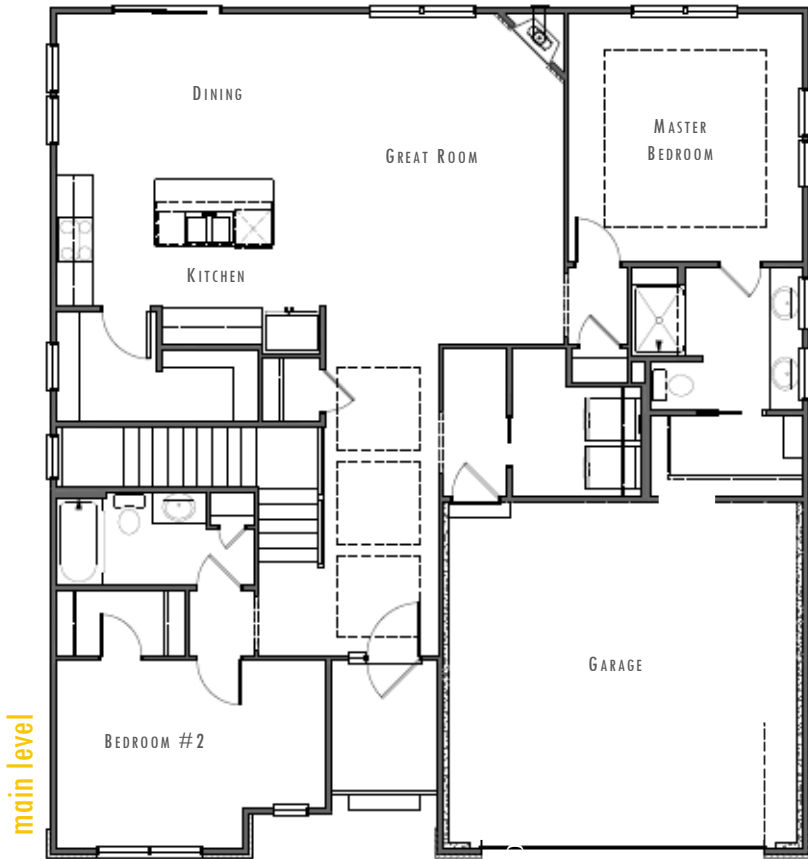 Dining
Great Room
Master
Bedroom
Kitchen
Garage
Bedroom #2
main level